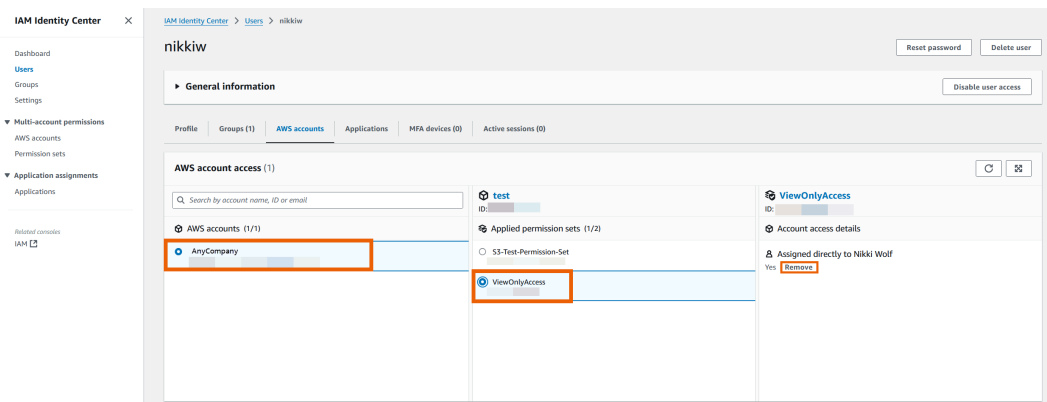 IAM Identity Center
Dashboard
Users
Groups
Settings
Multi-account permissions
AWS accounts
Permission sets
Application assignments
Applications
Related consoles
IAM
IAM Identity Center > Users > nikkiw
nikkiw
Reset password
Delete user
General information
Disable user access
Profile
Groups (1)
AWS accounts
Applications
MFA devices (0)
Active sessions (0)
AWS account access (1)
Search by account name, ID or email
AWS accounts (1/1)
AnyCompany
test
ID:
Applied permission sets (1/2)
S3-Test-Permission-Set
ViewOnlyAccess
ViewOnlyAccess
ID:
Account access details
Assigned directly to Nikki Wolf
Yes Remove